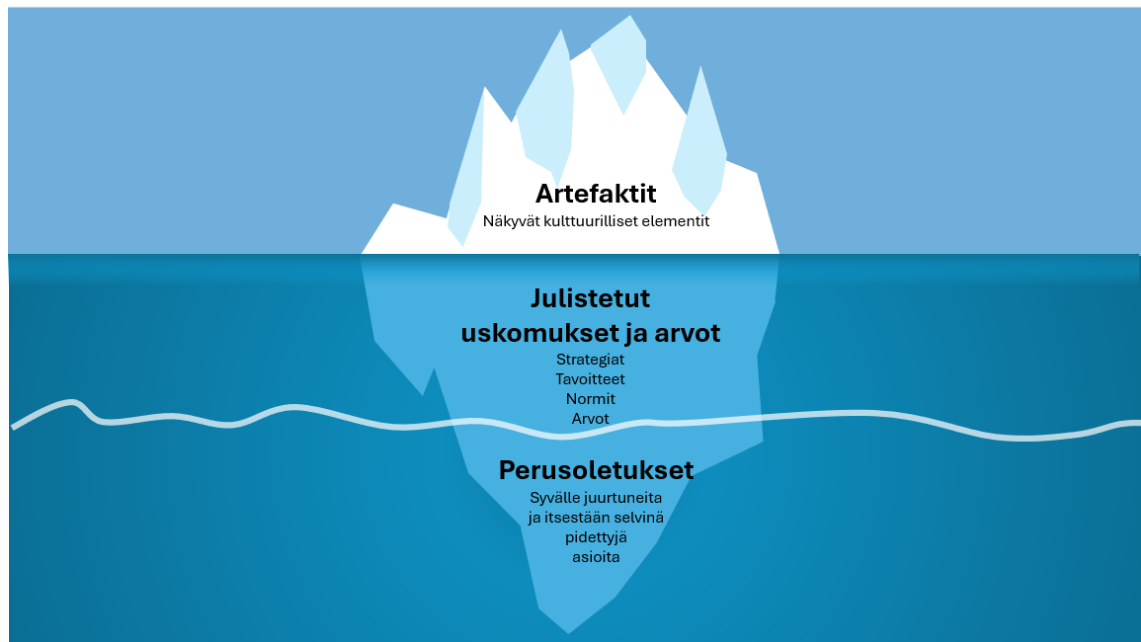 Artefaktit
Näkyvät kulttuurilliset elementit
Julistetut
uskomukset ja arvot
Strategiat
Tavoitteet
Normit
Arvot
Perusoletukset
Syvälle juurtuneita
ja itsestään selvinä
pidettyjä
asioita